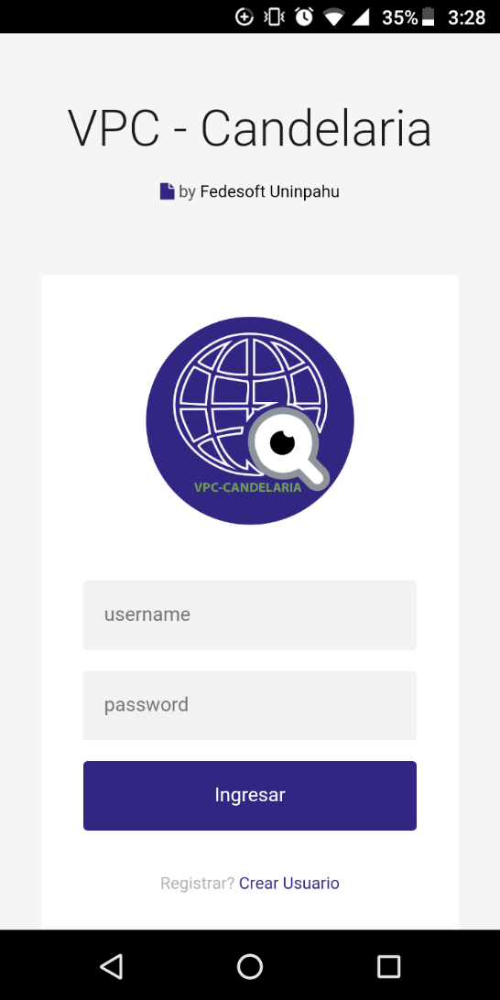 35% 3:28
VPC - Candelaria
by Fedesoft Uninpahu
VPC-CANDELARIA
username
password
Ingresar
Registrar? Crear Usuario